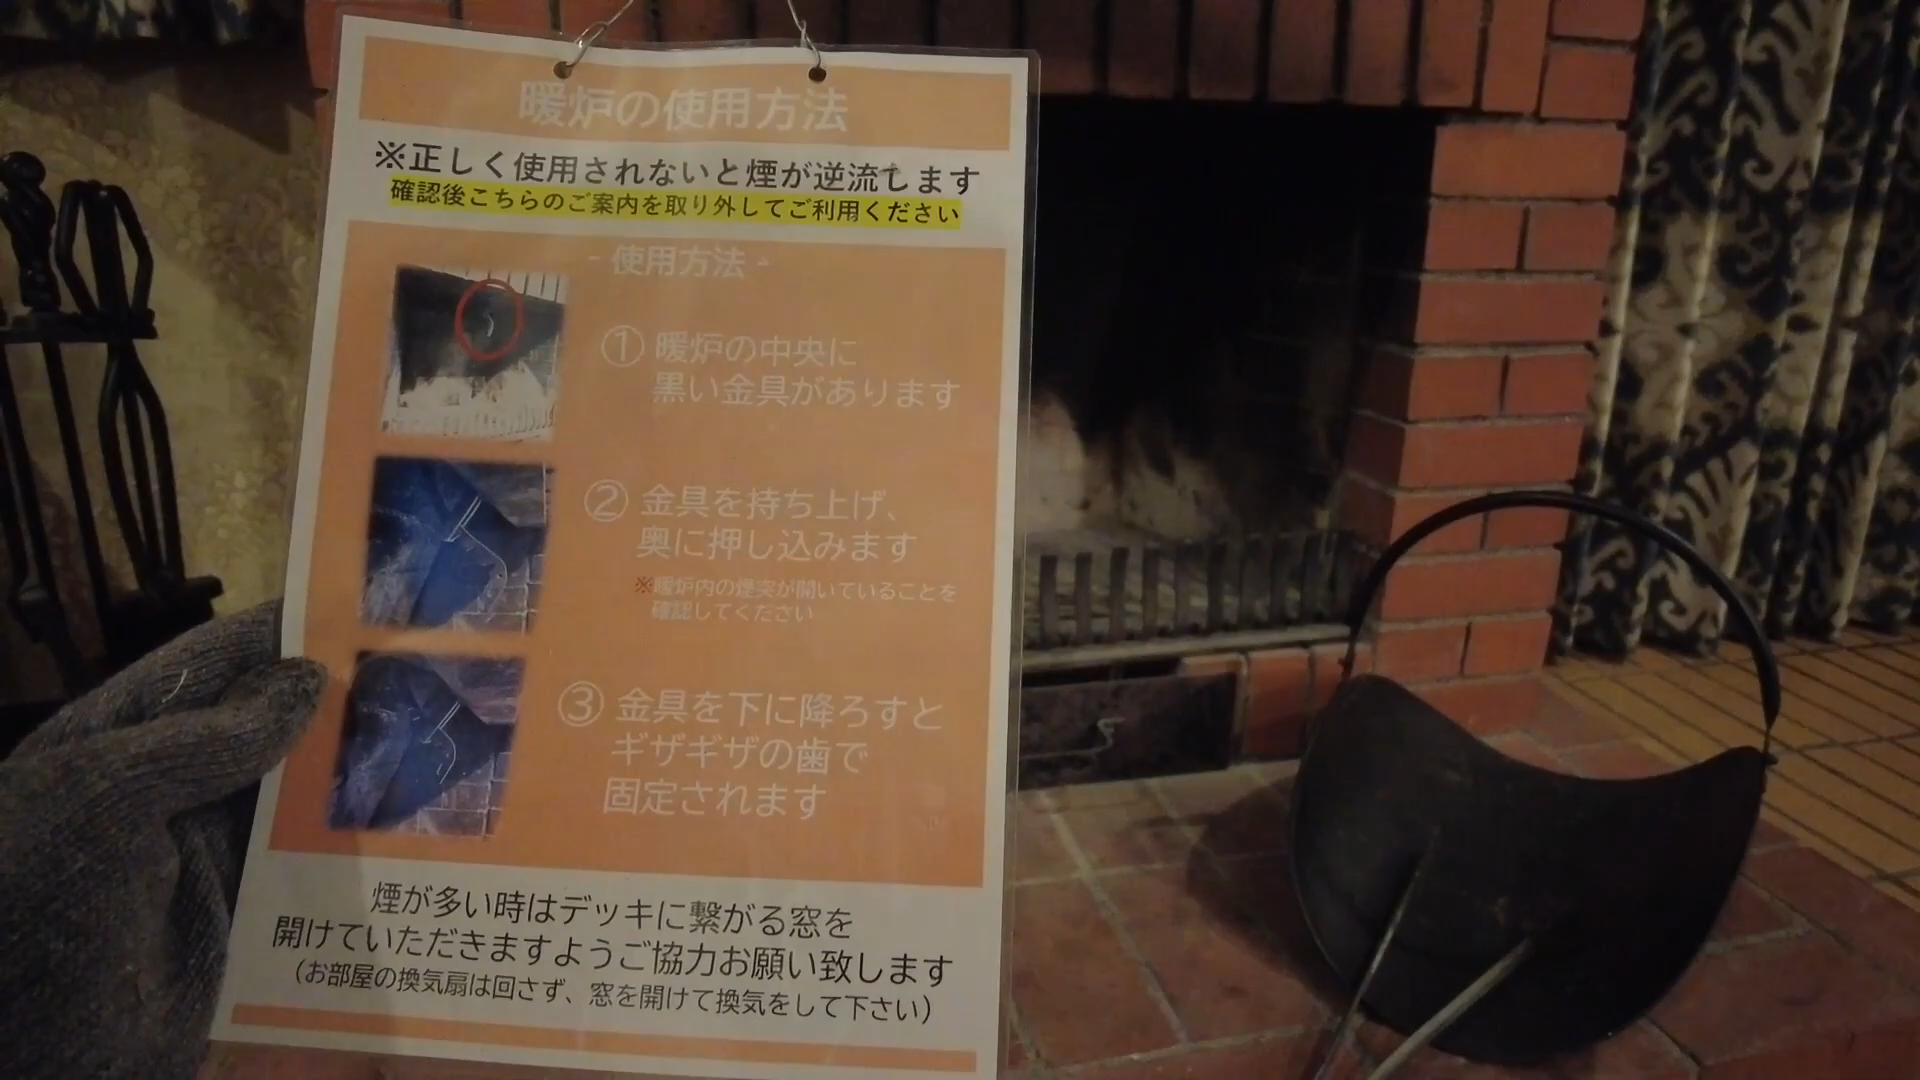 暖炉の使用方法
※正しく使用されないと煙が逆流します
確認後こちらのご案内を取り外してご利用ください
- 使用方法 -
① 暖炉の中央に
黒い金具があります
② 金具を持ち上げ、
奥に押し込みます
※暖炉内の煙突が開いていることを
確認してください
③ 金具を下に降ろすと
ギザギザの歯で
固定されます
煙が多い時はデッキに繋がる窓を
開けていただきますようご協力お願い致します
（お部屋の換気扇は回さず、窓を開けて換気をして下さい）